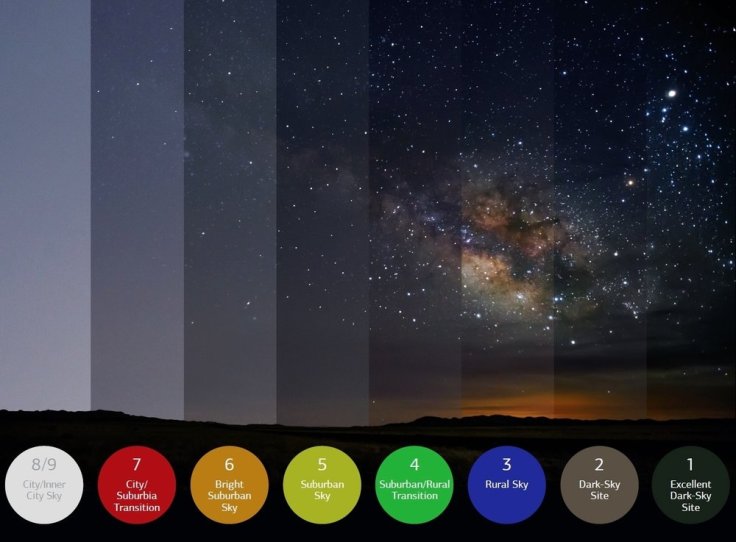 8/9
City/Inner
City Sky
7
City/
Suburbia
Transition
6
Bright
Suburban
Sky
5
Suburban
Sky
4
Suburban/Rural
Transition
3
Rural Sky
2
Dark-Sky
Site
1
Excellent
Dark-Sky
Site